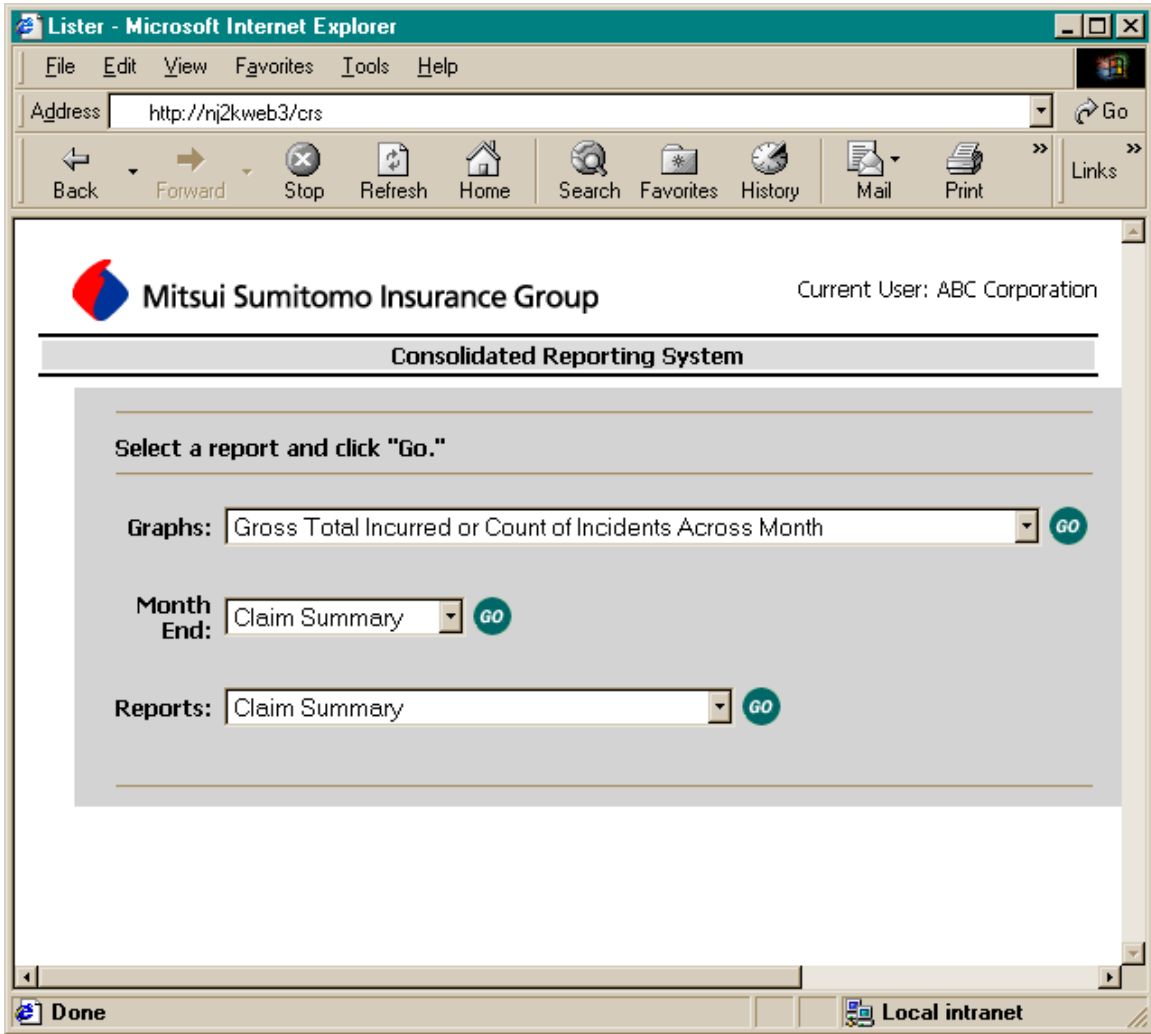 Lister - Microsoft Internet Explorer
File Edit View Favorites Tools Help
Address http://nj2kweb3/crs Go
Back Forward Stop Refresh Home Search Favorites History Mail Print » Links »
Mitsui Sumitomo Insurance Group
Current User: ABC Corporation
Consolidated Reporting System
Select a report and click "Go."
Graphs: Gross Total Incurred or Count of Incidents Across Month GO
Month
End: Claim Summary GO
Reports: Claim Summary GO
Done Local intranet